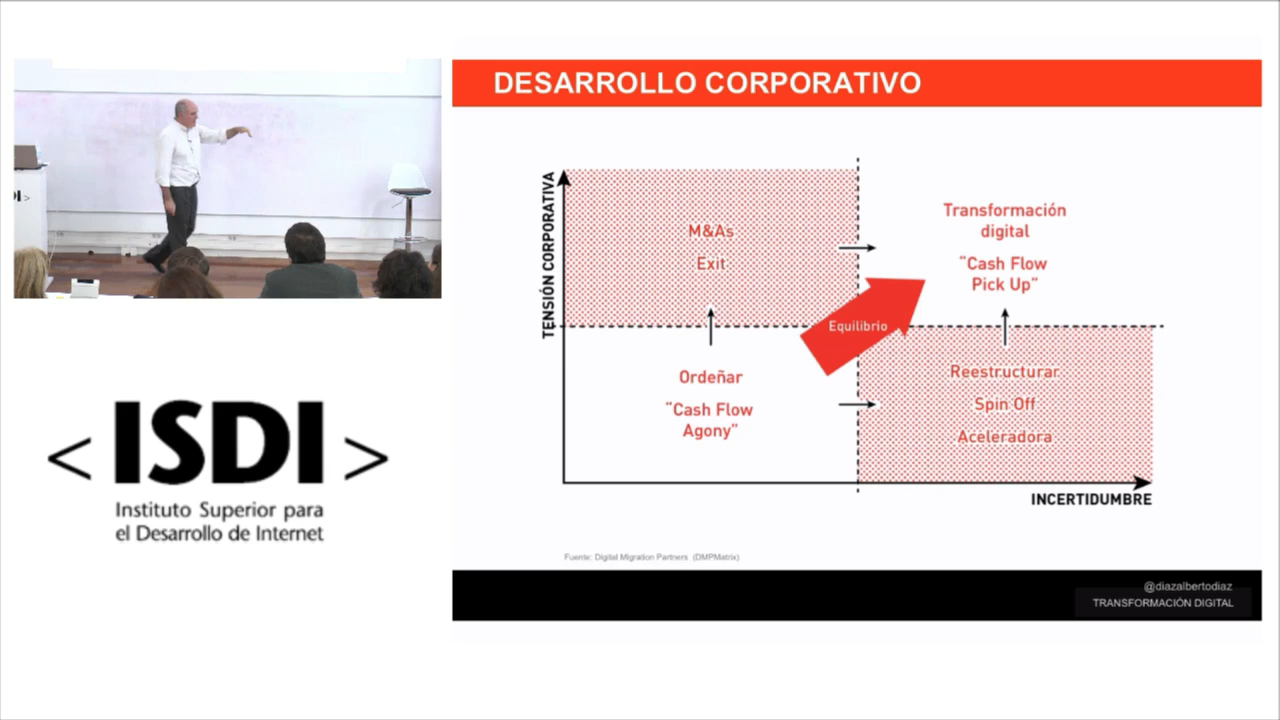 DESARROLLO CORPORATIVO
TENSIÓN CORPORATIVA
M&As
Exit
Transformación
digital
"Cash Flow
Pick Up"
Equilibrio
Ordeñar
"Cash Flow
Agony"
Reestructurar
Spin Off
Aceleradora
INCERTIDUMBRE
Fuente: Digital Migration Partners (DMPMatrix)
@diazalbertodiaz
TRANSFORMACIÓN DIGITAL
DI>
< ISDI >
Instituto Superior para
el Desarrollo de Internet